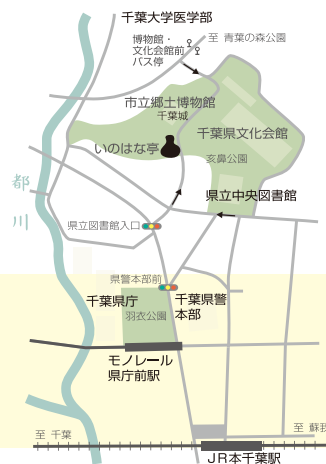 千葉大学医学部
博物館・
文化会館前
バス停
至 青葉の森公園
市立郷土博物館
千葉城
千葉県文化会館
いのはな亭
亥鼻公園
都川
県立中央図書館
県立図書館入口
県警本部前
千葉県庁
千葉県警
本部
羽衣公園
モノレール
県庁前駅
至 千葉
至 蘇我
JR本千葉駅